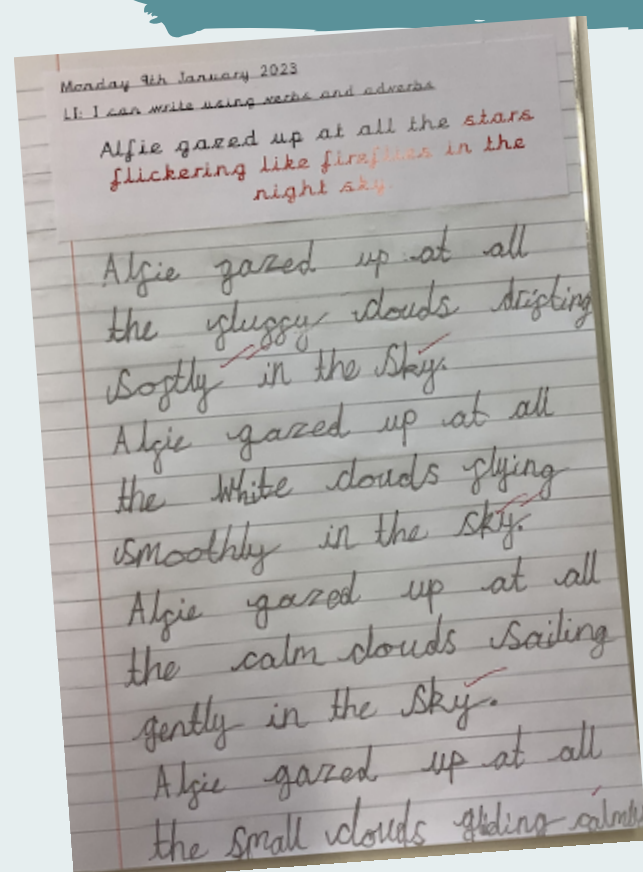 Monday 9th January 2023
LI: I can write using verbs and adverbs
Alfie gazed up at all the stars
flickering like fireflies in the
night sky.
Alfie gazed up at all
the fluffy clouds drifting
softly in the sky.
Alfie gazed up at all
the white clouds flying
smoothly in the sky.
Alfie gazed up at all
the calm clouds sailing
gently in the sky.
Alfie gazed up at all
the small clouds gliding calmly